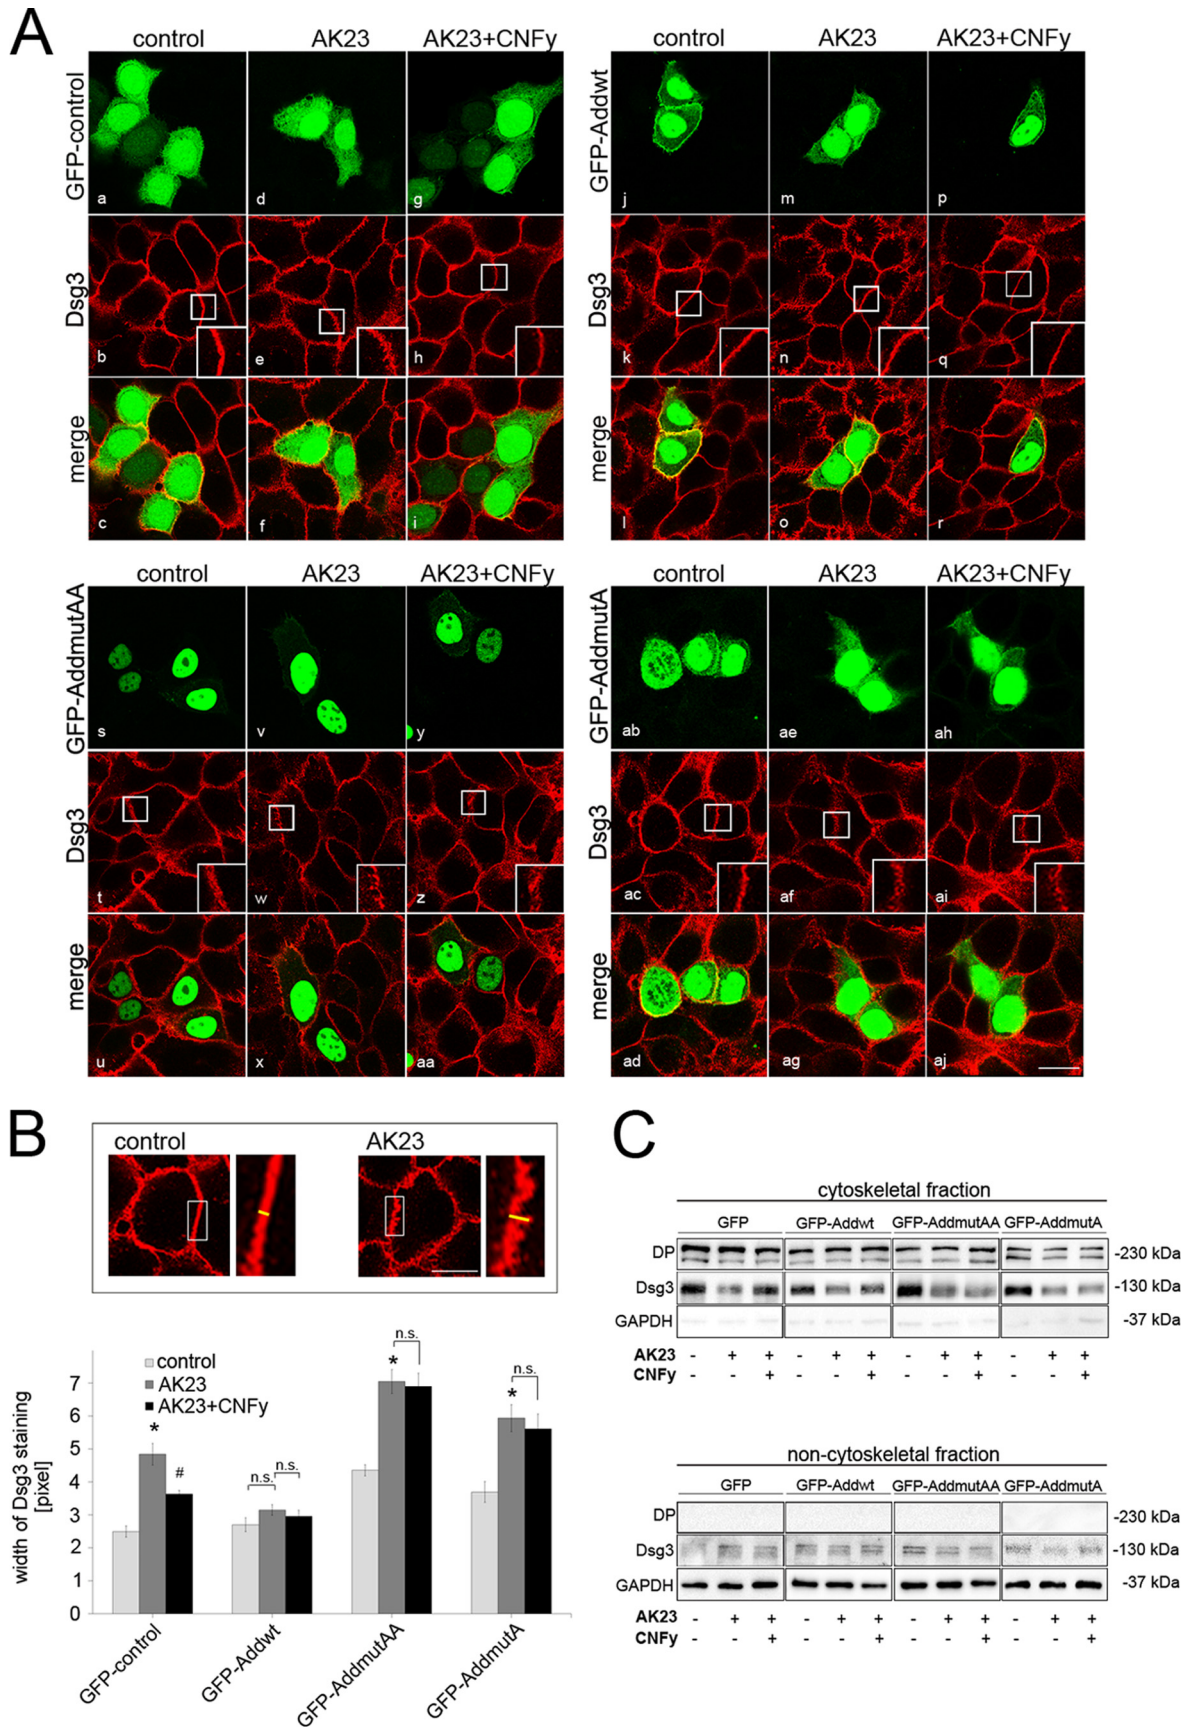 A
control AK23 AK23+CNFy
control AK23 AK23+CNFy
GFP-control
a d g
GFP-Addwt
j m p
Dsg3
b e h
Dsg3
k n q
merge
c f i
merge
l o r
control AK23 AK23+CNFy
control AK23 AK23+CNFy
GFP-AddmutAA
s v y
GFP-AddmutA
ab ae ah
Dsg3
t w z
Dsg3
ac af ai
merge
u x aa
merge
ad ag aj
B
control AK23
width of Dsg3 staining
[pixel]
7
6
5
4
3
2
1
0
control
AK23
AK23+CNFy
* #
n.s. n.s.
* n.s.
* n.s.
GFP-control
GFP-Addwt
GFP-AddmutAA
GFP-AddmutA
C
cytoskeletal fraction
GFP GFP-Addwt GFP-AddmutAA GFP-AddmutA
DP -230 kDa
Dsg3 -130 kDa
GAPDH -37 kDa
AK23 - + + - + + - + + - + +
CNFy - - + - - + - - + - - +
non-cytoskeletal fraction
GFP GFP-Addwt GFP-AddmutAA GFP-AddmutA
DP -230 kDa
Dsg3 -130 kDa
GAPDH -37 kDa
AK23 - + + - + + - + + - + +
CNFy - - + - - + - - + - - +